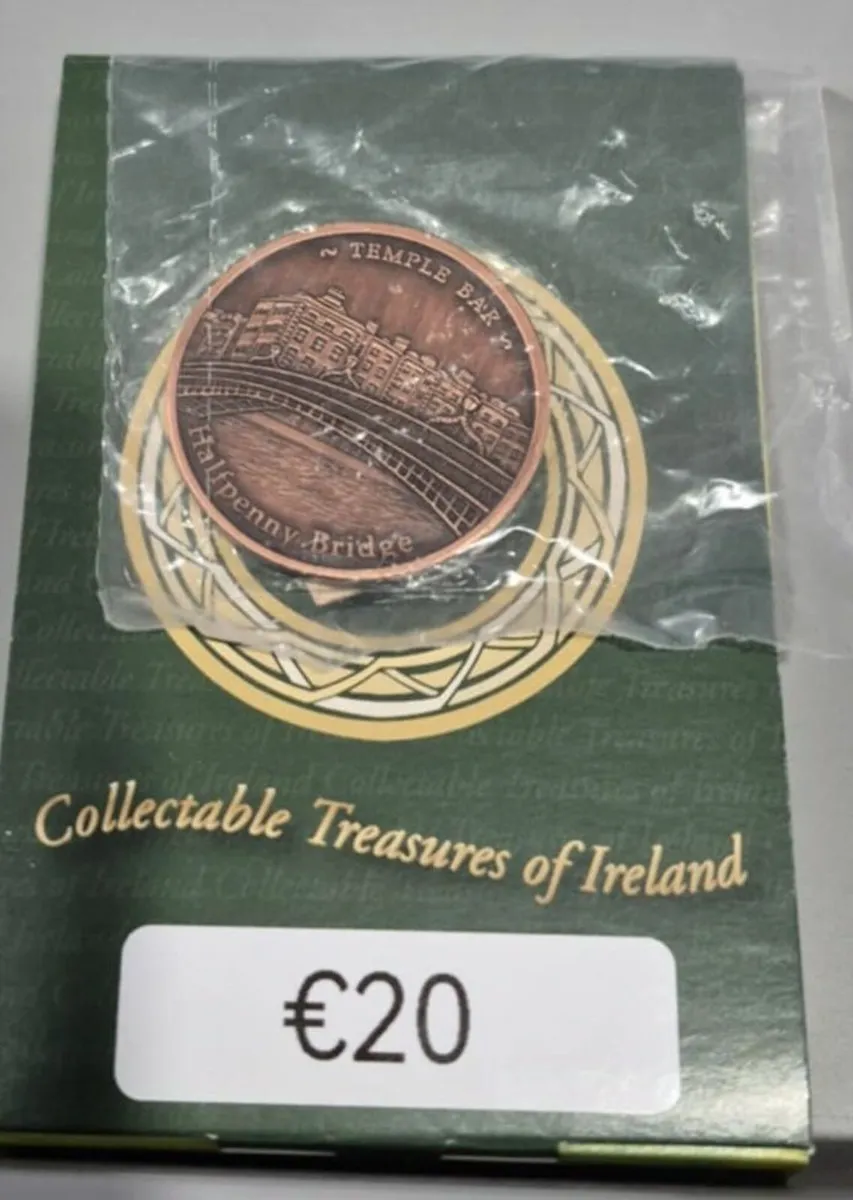 ~ TEMPLE BAR ~
Halfpenny Bridge
Collectable Treasures of Ireland
€20